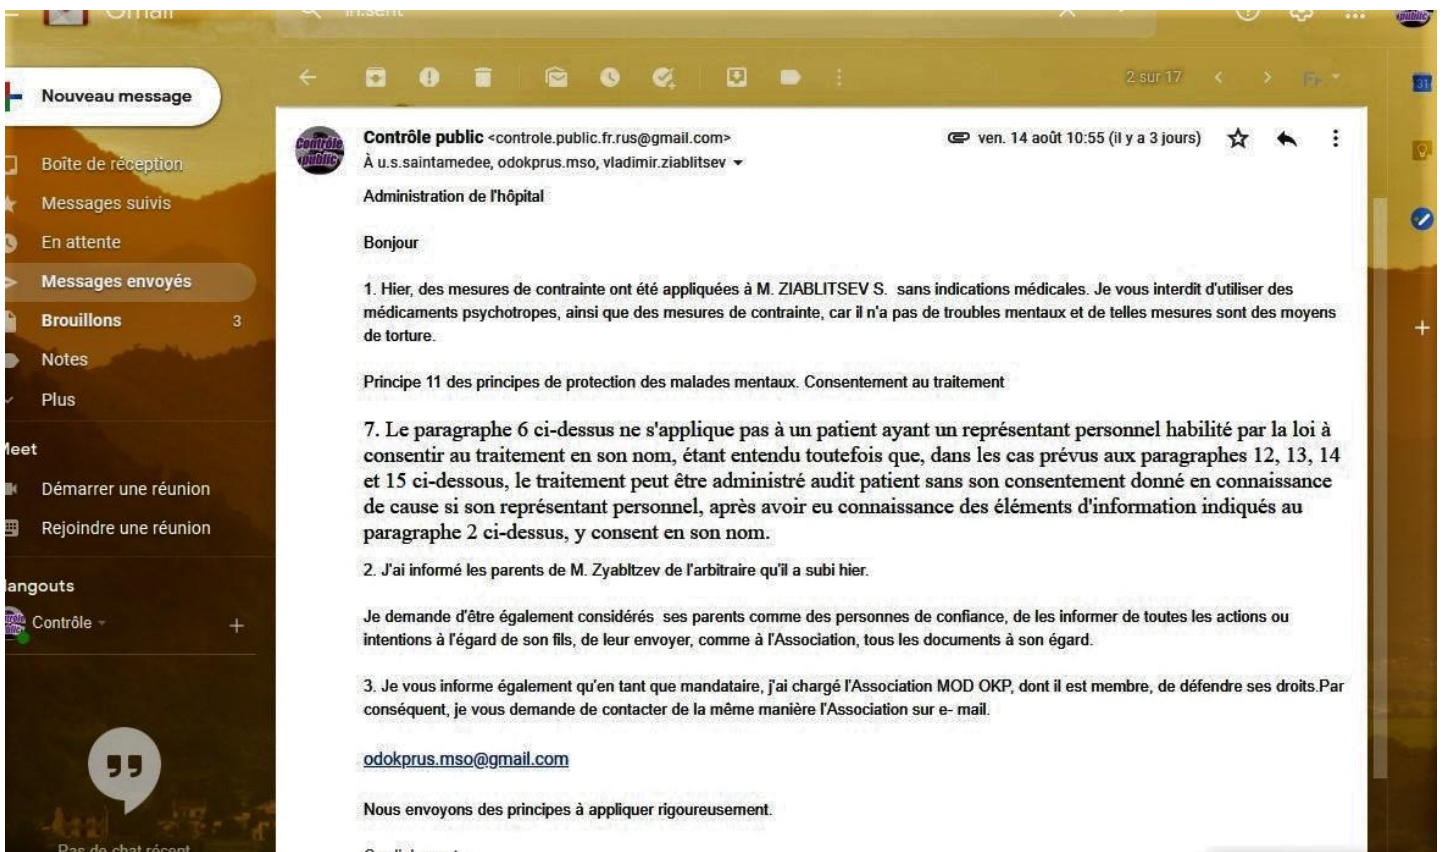 Gmail
in:sent
Nouveau message
2 sur 17
Boîte de réception
Messages suivis
En attente
Messages envoyés
Brouillons 3
Notes
Plus
Meet
Démarrer une réunion
Rejoindre une réunion
Hangouts
Contrôle
Pas de chat récent
Contrôle public <controle.public.fr.rus@gmail.com>
ven. 14 août 10:55 (il y a 3 jours)
À u.s.saintamedee, odokprus.mso, vladimir.ziablitsev
Administration de l'hôpital
Bonjour
1. Hier, des mesures de contrainte ont été appliquées à M. ZIABLITSEV S. sans indications médicales. Je vous interdit d'utiliser des
médicaments psychotropes, ainsi que des mesures de contrainte, car il n'a pas de troubles mentaux et de telles mesures sont des moyens
de torture.
Principe 11 des principes de protection des malades mentaux. Consentement au traitement
7. Le paragraphe 6 ci-dessus ne s'applique pas à un patient ayant un représentant personnel habilité par la loi à
consentir au traitement en son nom, étant entendu toutefois que, dans les cas prévus aux paragraphes 12, 13, 14
et 15 ci-dessous, le traitement peut être administré audit patient sans son consentement donné en connaissance
de cause si son représentant personnel, après avoir eu connaissance des éléments d'information indiqués au
paragraphe 2 ci-dessus, y consent en son nom.
2. J'ai informé les parents de M. Zyabltzev de l'arbitraire qu'il a subi hier.
Je demande d'être également considérés ses parents comme des personnes de confiance, de les informer de toutes les actions ou
intentions à l'égard de son fils, de leur envoyer, comme à l'Association, tous les documents à son égard.
3. Je vous informe également qu'en tant que mandataire, j'ai chargé l'Association MOD OKP, dont il est membre, de défendre ses droits.Par
conséquent, je vous demande de contacter de la même manière l'Association sur e- mail.
odokprus.mso@gmail.com
Nous envoyons des principes à appliquer rigoureusement.